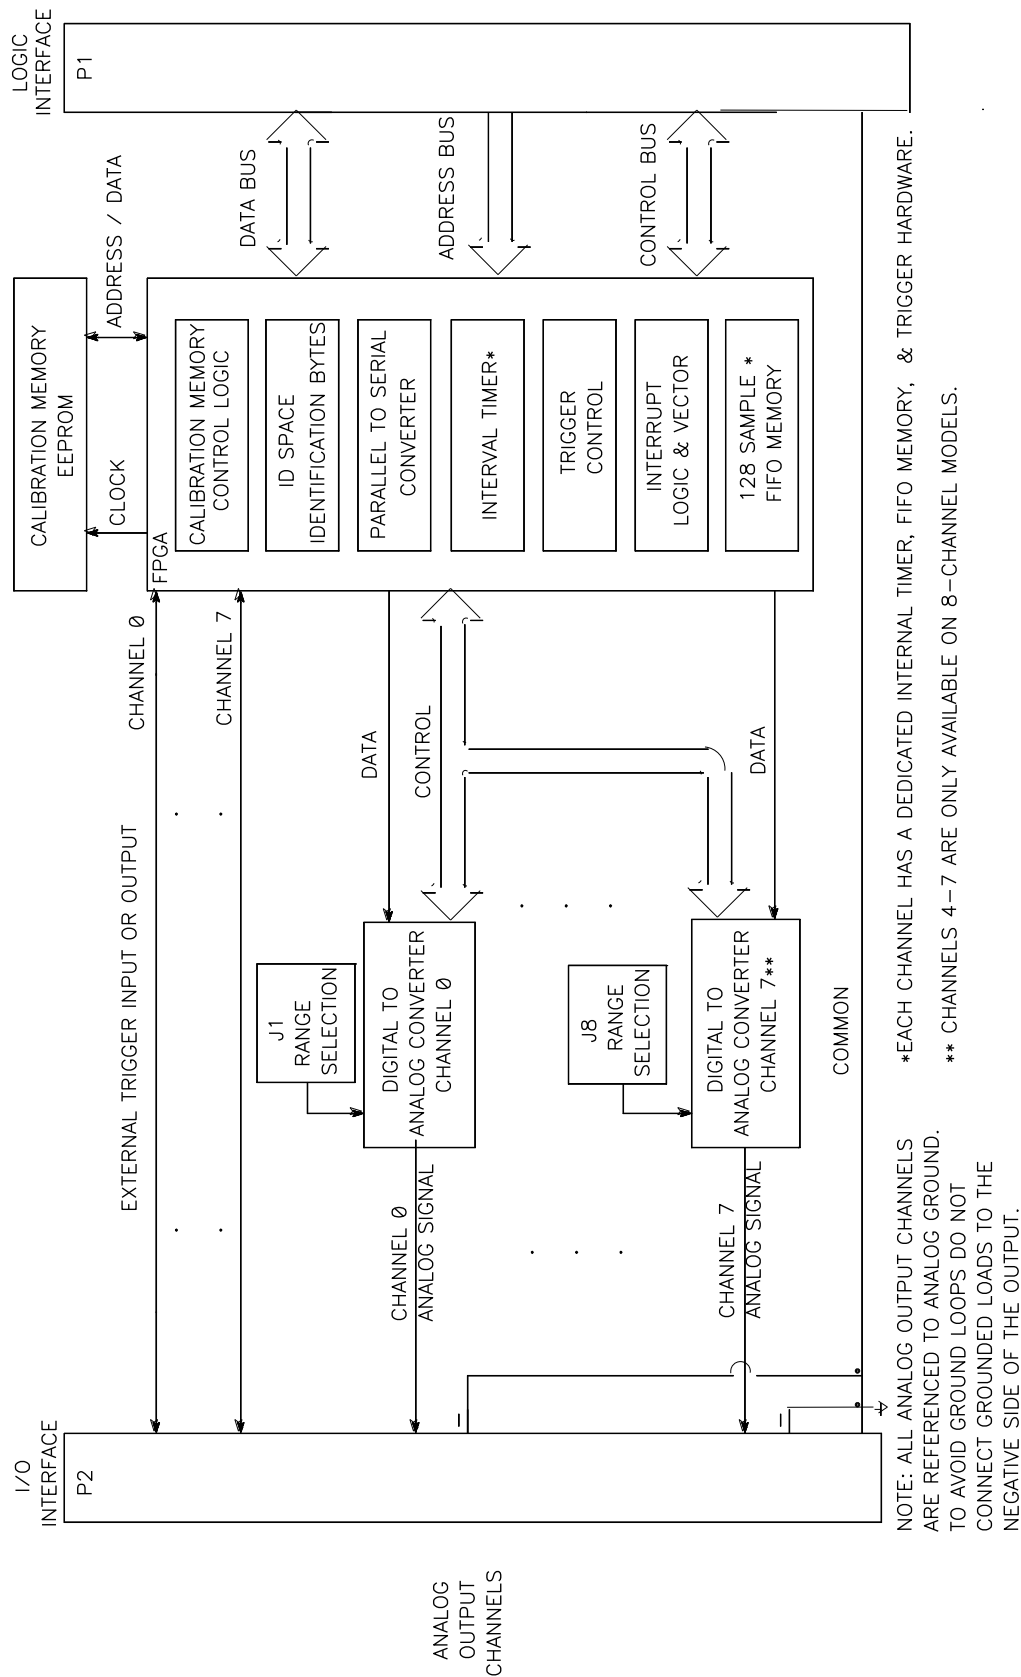 CALIBRATION MEMORY
EEPROM
CLOCK
ADDRESS / DATA
LOGIC
INTERFACE
P1
I/O
INTERFACE
P2
EXTERNAL TRIGGER INPUT OR OUTPUT
CHANNEL 0
CHANNEL 7
FPGA
CALIBRATION MEMORY
CONTROL LOGIC
ID SPACE
IDENTIFICATION BYTES
PARALLEL TO SERIAL
CONVERTER
INTERVAL TIMER*
TRIGGER
CONTROL
INTERRUPT
LOGIC & VECTOR
128 SAMPLE *
FIFO MEMORY
DATA BUS
ADDRESS BUS
CONTROL BUS
J1
RANGE
SELECTION
DIGITAL TO
ANALOG CONVERTER
CHANNEL 0
DATA
CONTROL
CHANNEL 0
ANALOG SIGNAL
ANALOG
OUTPUT
CHANNELS
J8
RANGE
SELECTION
DIGITAL TO
ANALOG CONVERTER
CHANNEL 7**
DATA
CHANNEL 7
ANALOG SIGNAL
COMMON
NOTE: ALL ANALOG OUTPUT CHANNELS
ARE REFERENCED TO ANALOG GROUND.
TO AVOID GROUND LOOPS DO NOT
CONNECT GROUNDED LOADS TO THE
NEGATIVE SIDE OF THE OUTPUT.
*EACH CHANNEL HAS A DEDICATED INTERNAL TIMER, FIFO MEMORY, & TRIGGER HARDWARE.
** CHANNELS 4-7 ARE ONLY AVAILABLE ON 8-CHANNEL MODELS.